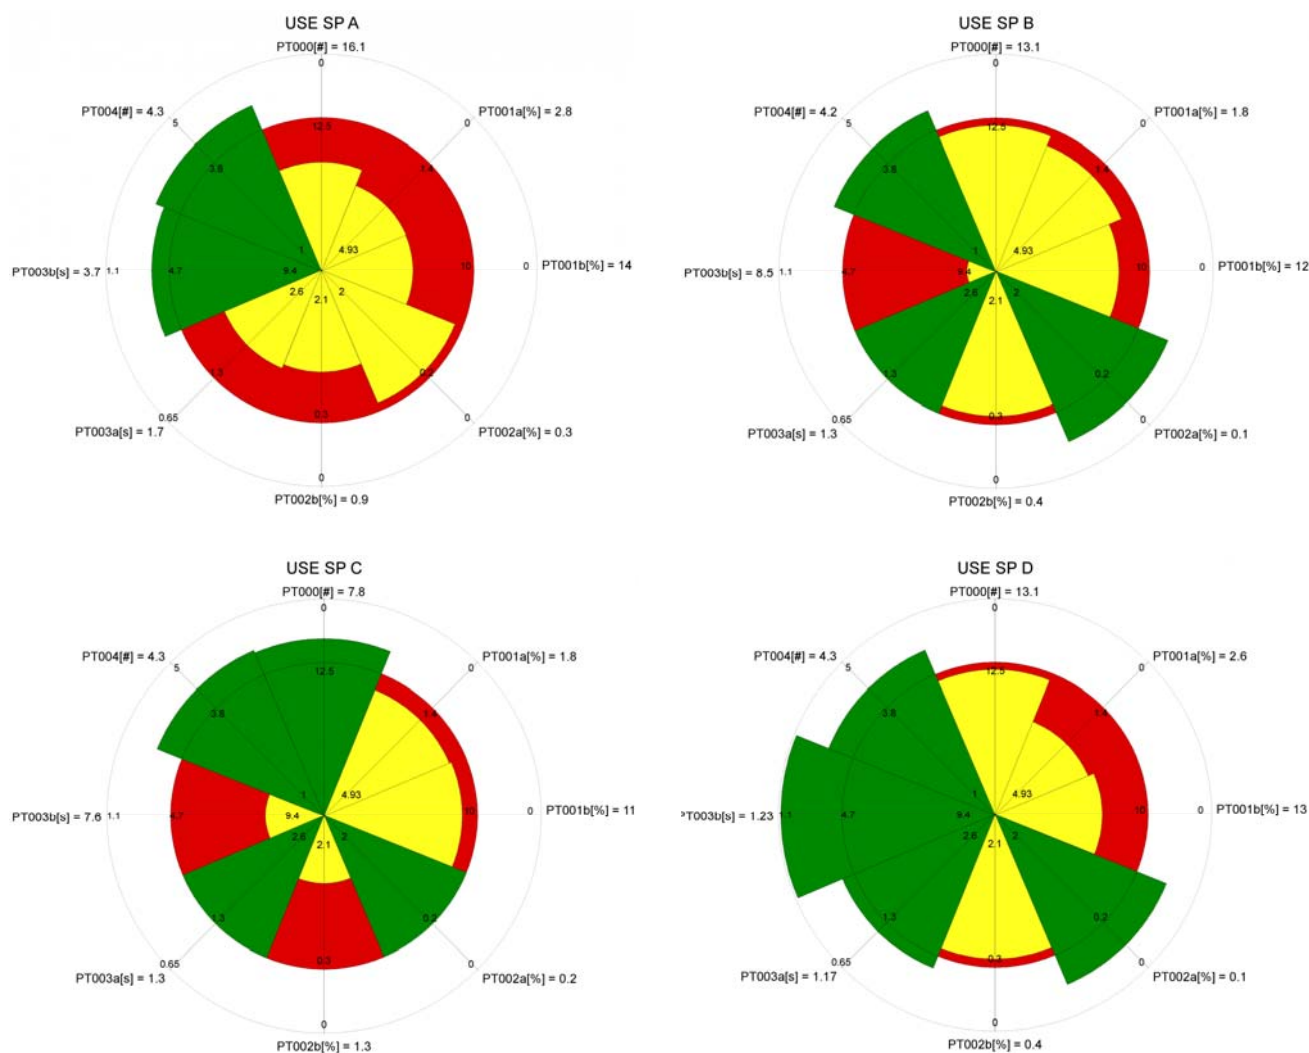 USE SP A
PT000[#] = 16.1
0
PT004[#] = 4.3
5
PT001a[%] = 2.8
0
12.5
3.8
1.4
1
4.93
PT003b[s] = 3.7
1.1
4.7
9.4
10
0
PT001b[%] = 14
2.6
2.1
2
1.3
0.2
0.3
0.65
0
PT003a[s] = 1.7
PT002a[%] = 0.3
0
PT002b[%] = 0.9
USE SP B
PT000[#] = 13.1
0
PT004[#] = 4.2
5
PT001a[%] = 1.8
0
12.5
3.8
1.4
1
4.93
PT003b[s] = 8.5
1.1
4.7
9.4
10
0
PT001b[%] = 12
2.6
2.1
2
1.3
0.2
0.3
0.65
0
PT003a[s] = 1.3
PT002a[%] = 0.1
0
PT002b[%] = 0.4
USE SP C
PT000[#] = 7.8
0
PT004[#] = 4.3
5
PT001a[%] = 1.8
0
12.5
3.8
1.4
1
4.93
PT003b[s] = 7.6
1.1
4.7
9.4
10
0
PT001b[%] = 11
2.6
2.1
2
1.3
0.2
0.3
0.65
0
PT003a[s] = 1.3
PT002a[%] = 0.2
0
PT002b[%] = 1.3
USE SP D
PT000[#] = 13.1
0
PT004[#] = 4.3
5
PT001a[%] = 2.6
0
12.5
3.8
1.4
1
4.93
PT003b[s] = 1.23
1.1
4.7
9.4
10
0
PT001b[%] = 13
2.6
2.1
2
1.3
0.2
0.3
0.65
0
PT003a[s] = 1.17
PT002a[%] = 0.1
0
PT002b[%] = 0.4